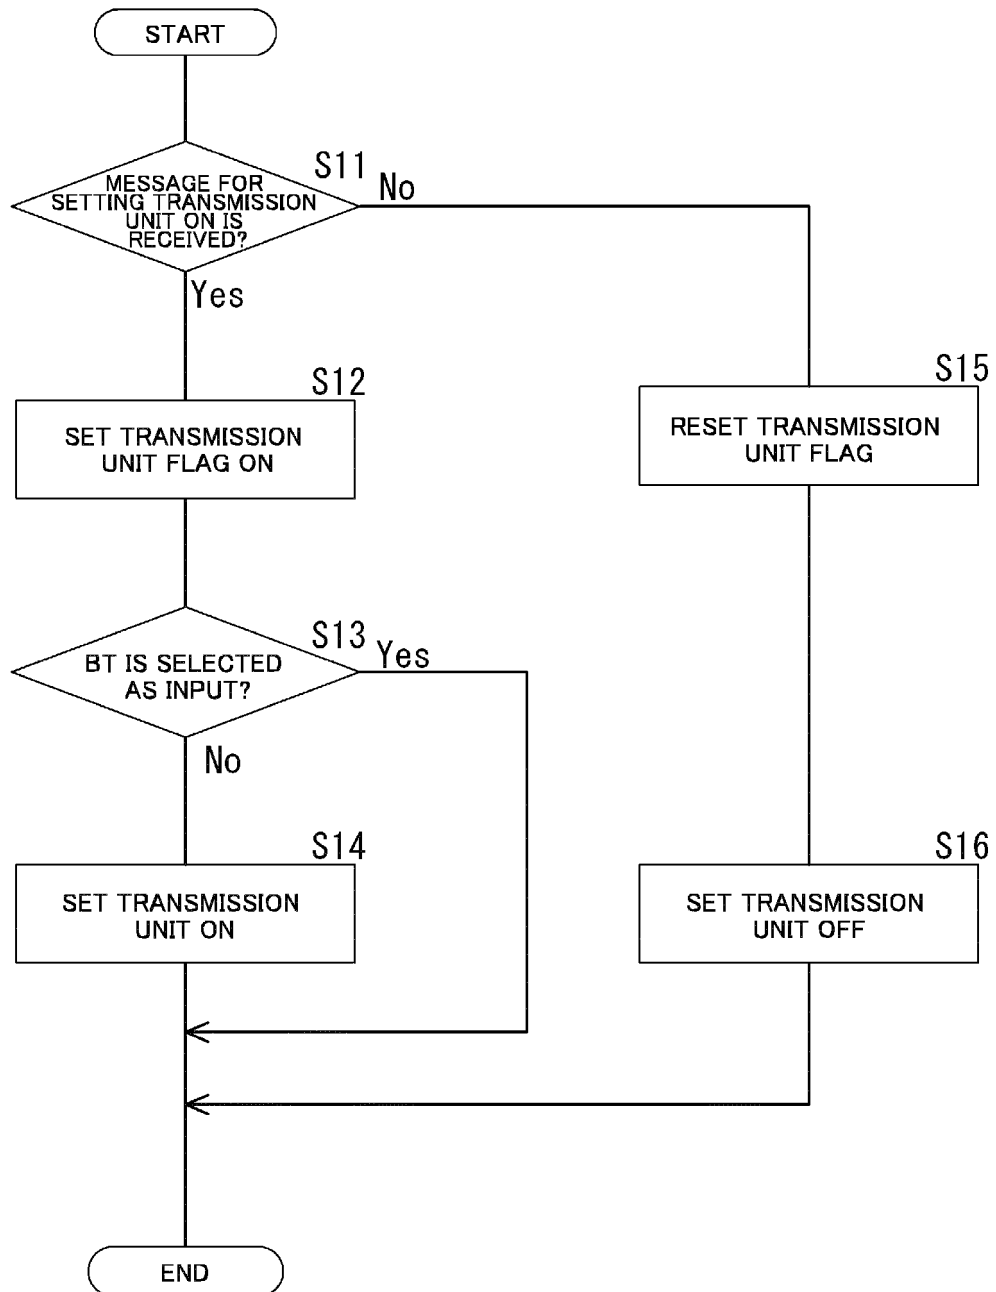 START
S11
MESSAGE FOR
SETTING TRANSMISSION
UNIT ON IS
RECEIVED?
No
Yes
S12
SET TRANSMISSION
UNIT FLAG ON
S15
RESET TRANSMISSION
UNIT FLAG
S13
BT IS SELECTED
AS INPUT?
Yes
No
S14
SET TRANSMISSION
UNIT ON
S16
SET TRANSMISSION
UNIT OFF
END